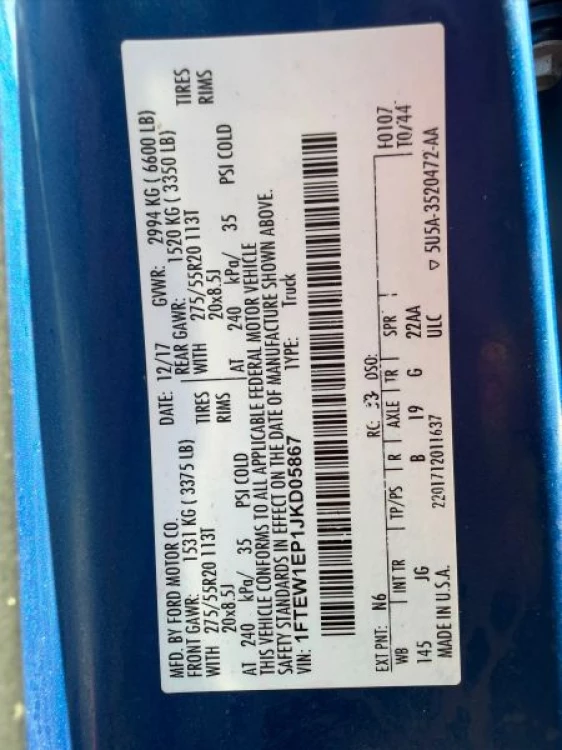 MFD. BY FORD MOTOR CO. DATE: 12/17 GVWR: 2994 KG ( 6600 LB)
FRONT GAWR: 1531 KG ( 3375 LB) REAR GAWR: 1520 KG ( 3350 LB)
WITH 275/55R20 113T TIRES WITH 275/55R20 113T TIRES
20x8.5J RIMS 20x8.5J RIMS
AT 240 kPa/ 35 PSI COLD AT 240 kPa/ 35 PSI COLD
THIS VEHICLE CONFORMS TO ALL APPLICABLE FEDERAL MOTOR VEHICLE
SAFETY STANDARDS IN EFFECT ON THE DATE OF MANUFACTURE SHOWN ABOVE.
VIN: 1FTEW1EP1JKD05867 TYPE: Truck
F0107
T0/44
EXT PNT: N6 RC: 53 DSO:
WB INT TR TP/PS R AXLE TR SPR
145 JG B 19 G 22AA
MADE IN U.S.A. 2201712011637 ULC
▽ 5U5A-3520472-AA